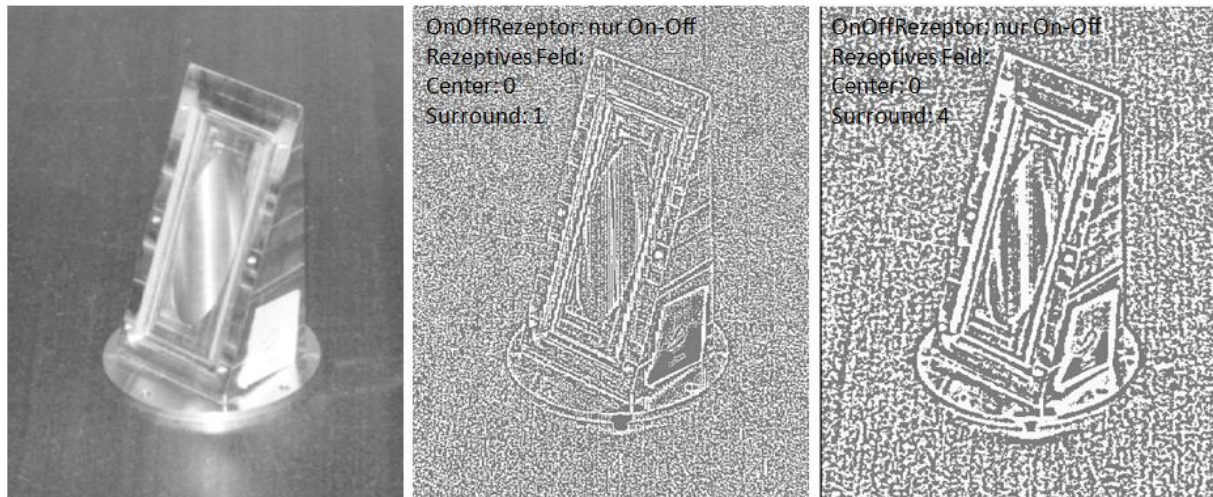 OnOffRezeptor: nur On-Off
Rezeptives Feld:
Center: 0
Surround: 1
OnOffRezeptor: nur On-Off
Rezeptives Feld:
Center: 0
Surround: 4